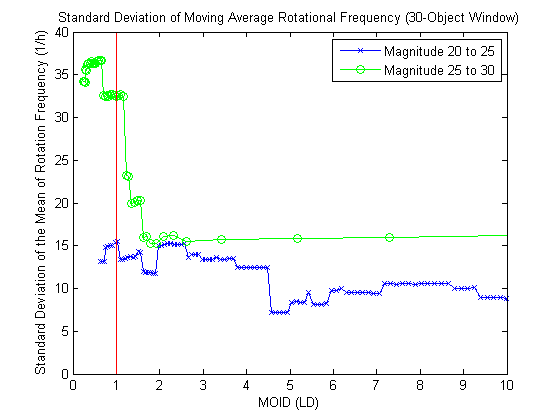 Standard Deviation of Moving Average Rotational Frequency (30-Object Window)
Standard Deviation of the Mean of Rotation Frequency (1/h)
40
35
30
25
20
15
10
5
0
Magnitude 20 to 25
Magnitude 25 to 30
0 1 2 3 4 5 6 7 8 9 10
MOID (LD)